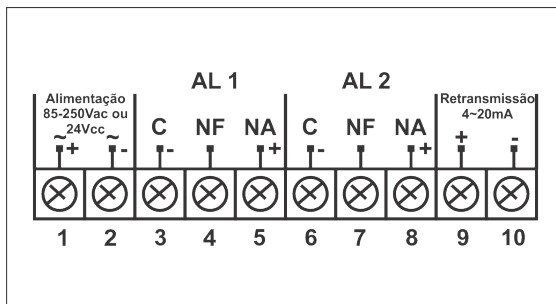 AL 1 AL 2
Alimentação
85-250Vac ou
24Vcc
Retransmissão
4~20mA
C NF NA C NF NA
~+ ~- - + - + + -
1 2 3 4 5 6 7 8 9 10